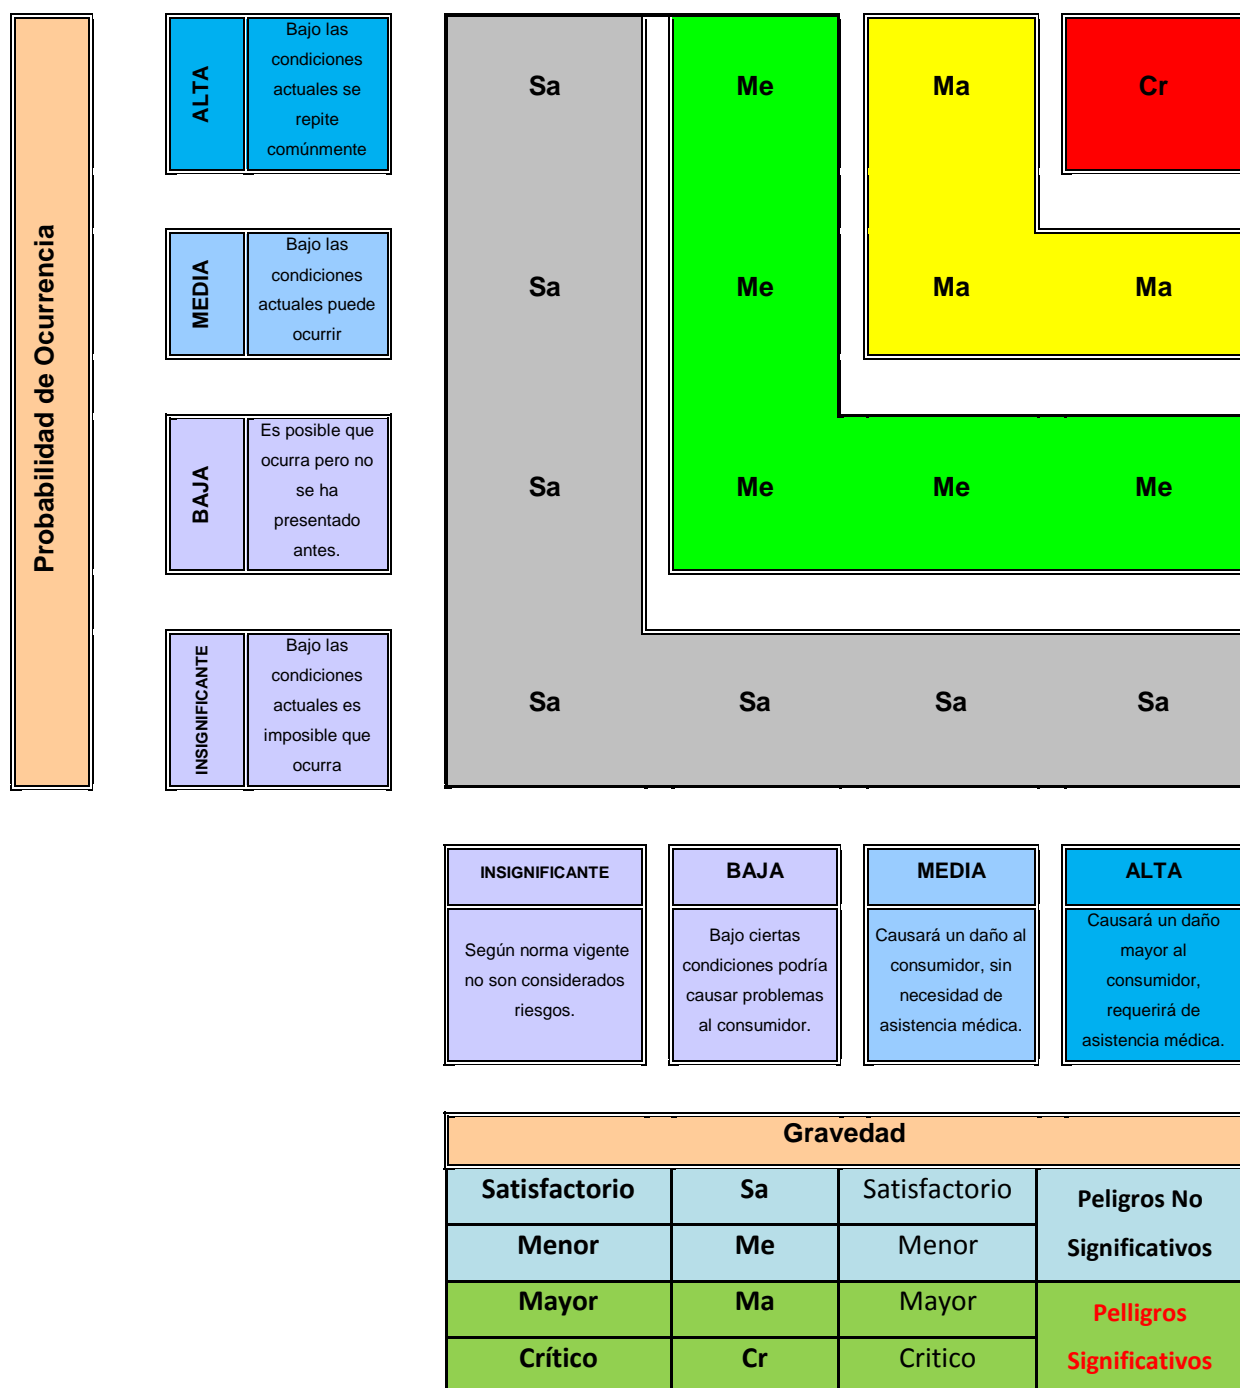 Probabilidad de Ocurrencia
ALTA
Bajo las
condiciones
actuales se
repite
comúnmente
Sa
Me
Ma
Cr
MEDIA
Bajo las
condiciones
actuales puede
ocurrir
Sa
Me
Ma
Ma
BAJA
Es posible que
ocurra pero no
se ha
presentado
antes.
Sa
Me
Me
Me
INSIGNIFICANTE
Bajo las
condiciones
actuales es
imposible que
ocurra
Sa
Sa
Sa
Sa
INSIGNIFICANTE
Según norma vigente
no son considerados
riesgos.
BAJA
Bajo ciertas
condiciones podría
causar problemas
al consumidor.
MEDIA
Causará un daño al
consumidor, sin
necesidad de
asistencia médica.
ALTA
Causará un daño
mayor al
consumidor,
requerirá de
asistencia médica.
Gravedad
Satisfactorio
Sa
Satisfactorio
Peligros No
Significativos
Menor
Me
Menor
Mayor
Ma
Mayor
Pelligros
Significativos
Crítico
Cr
Critico